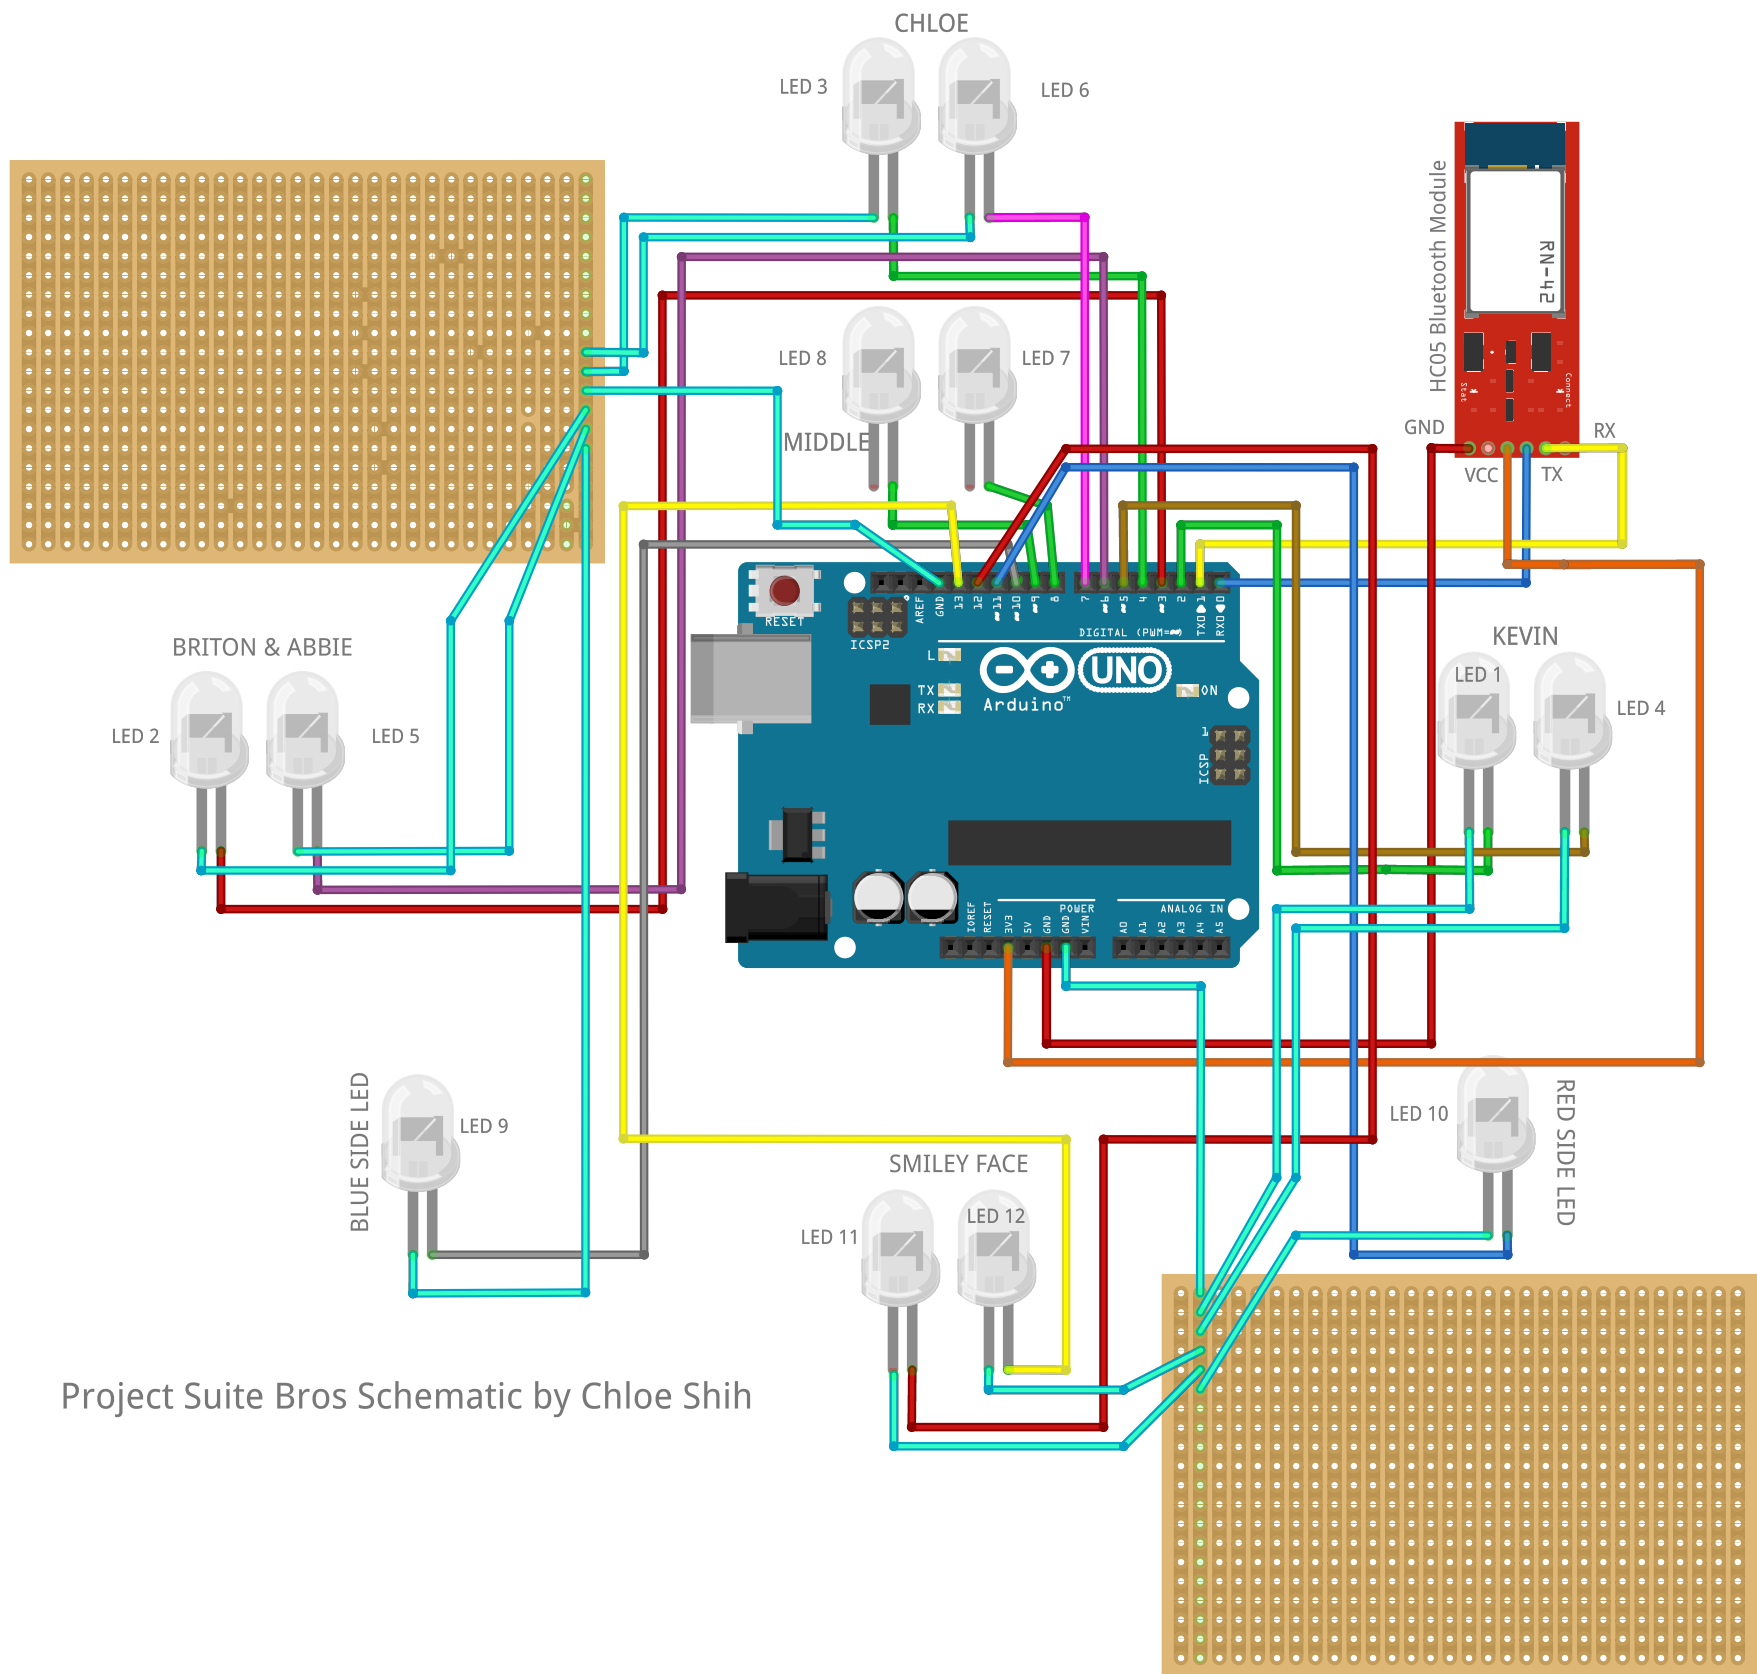 CHLOE
LED 3
LED 6
HC05 Bluetooth Module
RN-42
Stat
Connect
GND
VCC
TX
RX
LED 8
LED 7
MIDDLE
RESET
ICSP2
AREF
GND
13
12
~11
~10
~9
8
7
~6
~5
4
~3
2
TX0 1
RX0 0
DIGITAL (PWM=~)
L
TX
RX
UNO
Arduino™
ON
1
ICSP
IOREF
RESET
3V3
5V
GND
GND
VIN
POWER
ANALOG IN
A0
A1
A2
A3
A4
A5
BRITON & ABBIE
LED 2
LED 5
KEVIN
LED 1
LED 4
BLUE SIDE LED
LED 9
SMILEY FACE
LED 11
LED 12
LED 10
RED SIDE LED
Project Suite Bros Schematic by Chloe Shih